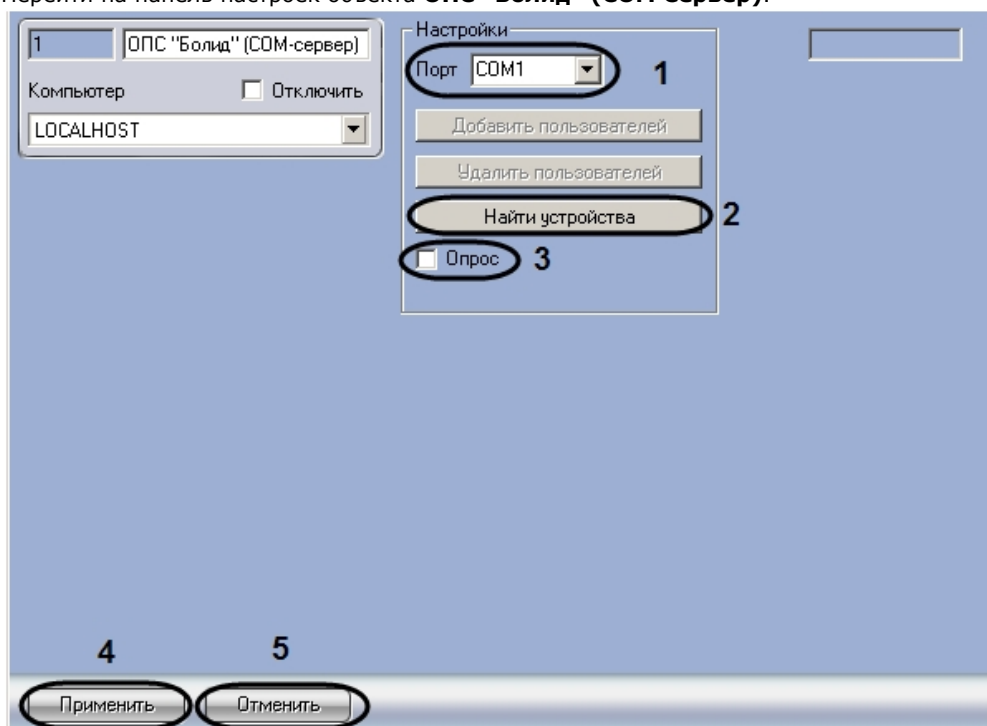 Перейти на панель настроек объекта ОПС "Болид" (COM-сервер).
1 ОПС "Болид" (COM-сервер)
Компьютер Отключить
LOCALHOST
Настройки
Порт COM1 1
Добавить пользователей
Удалить пользователей
Найти устройства 2
Опрос 3
4 5
Применить Отменить